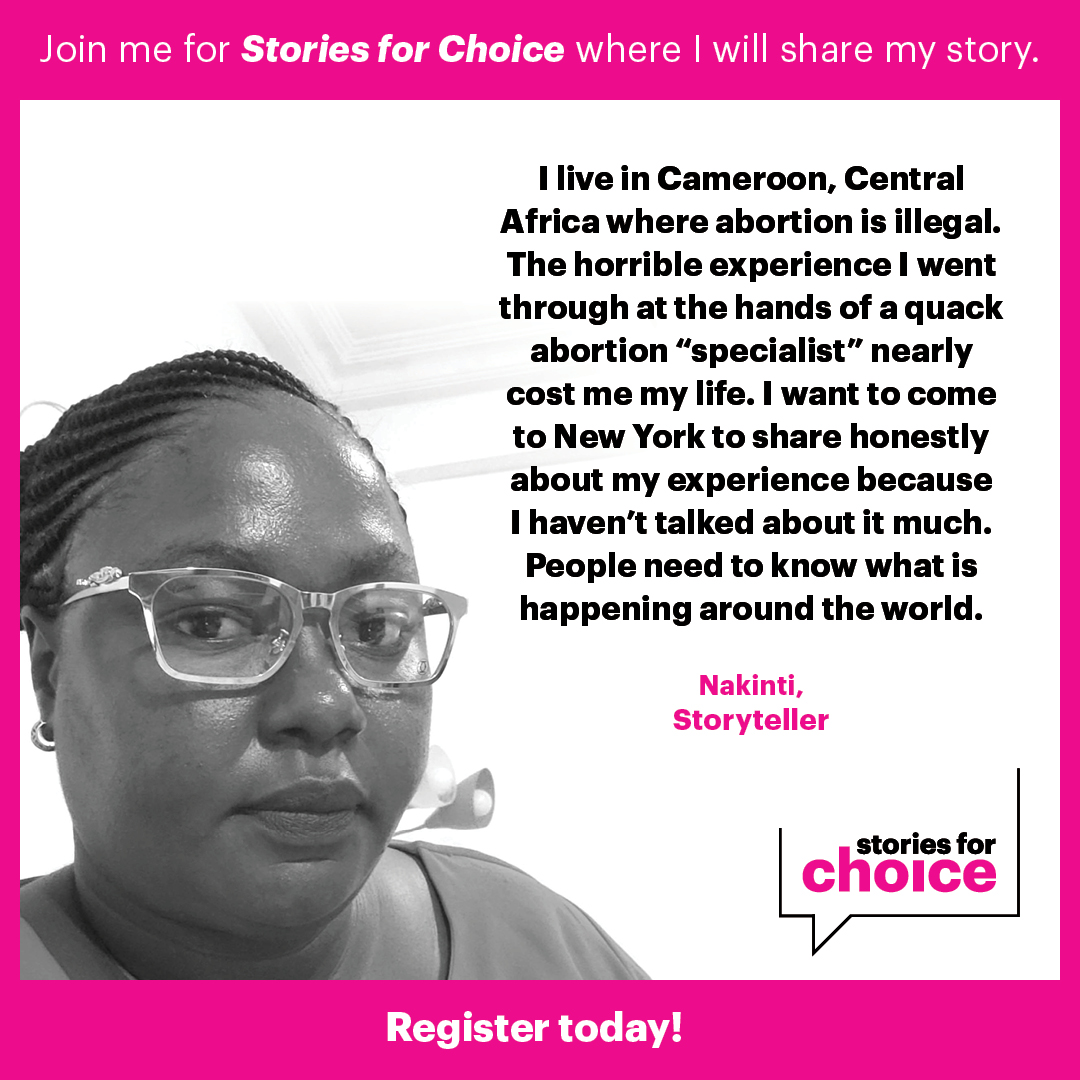 Join me for Stories for Choice where I will share my story.
I live in Cameroon, Central
Africa where abortion is illegal.
The horrible experience I went
through at the hands of a quack
abortion “specialist” nearly
cost me my life. I want to come
to New York to share honestly
about my experience because
I haven’t talked about it much.
People need to know what is
happening around the world.
Nakinti,
Storyteller
stories for
choice
Register today!